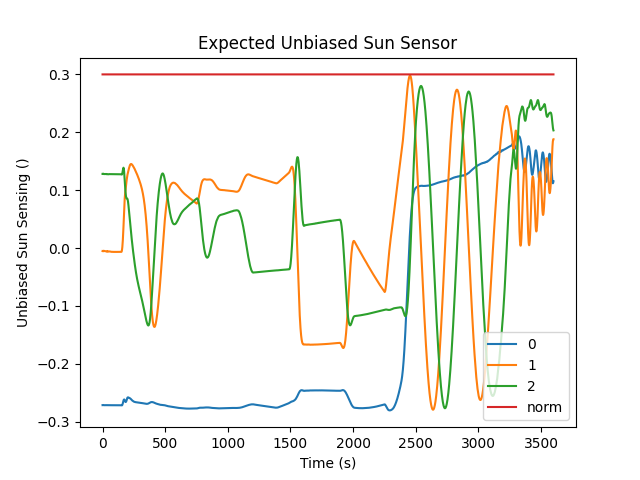 Expected Unbiased Sun Sensor
Unbiased Sun Sensing ()
0.3
0.2
0.1
0.0
−0.1
−0.2
−0.3
0
1
2
norm
0 500 1000 1500 2000 2500 3000 3500
Time (s)